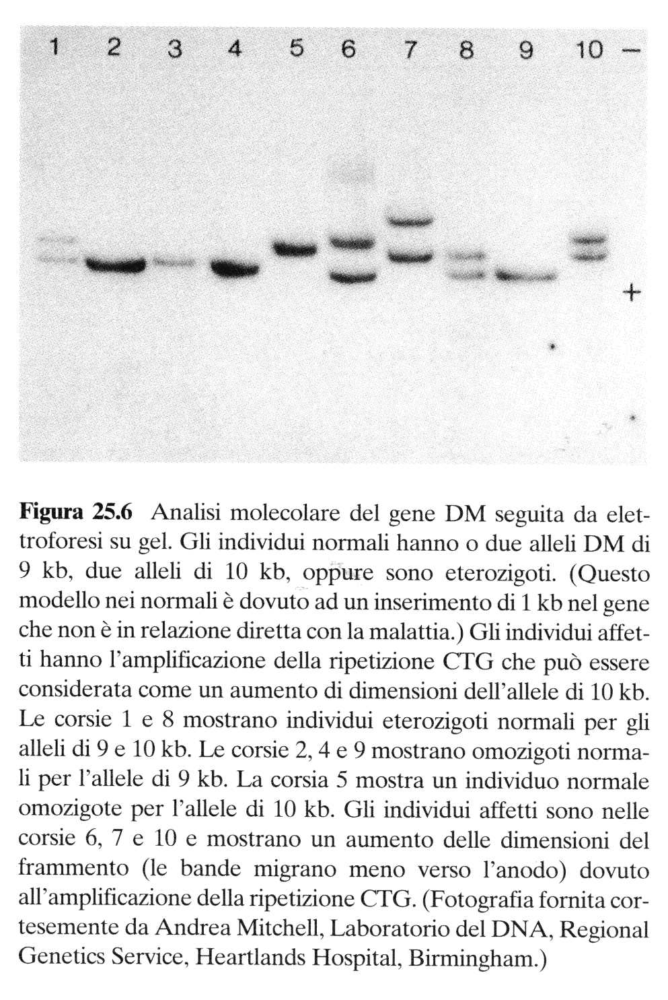 1 2 3 4 5 6 7 8 9 10 −
+
Figura 25.6 Analisi molecolare del gene DM seguita da elet-
troforesi su gel. Gli individui normali hanno o due alleli DM di
9 kb, due alleli di 10 kb, oppure sono eterozigoti. (Questo
modello nei normali è dovuto ad un inserimento di 1 kb nel gene
che non è in relazione diretta con la malattia.) Gli individui affet-
ti hanno l'amplificazione della ripetizione CTG che può essere
considerata come un aumento di dimensioni dell'allele di 10 kb.
Le corsie 1 e 8 mostrano individui eterozigoti normali per gli
alleli di 9 e 10 kb. Le corsie 2, 4 e 9 mostrano omozigoti norma-
li per l'allele di 9 kb. La corsia 5 mostra un individuo normale
omozigote per l'allele di 10 kb. Gli individui affetti sono nelle
corsie 6, 7 e 10 e mostrano un aumento delle dimensioni del
frammento (le bande migrano meno verso l'anodo) dovuto
all'amplificazione della ripetizione CTG. (Fotografia fornita cor-
tesemente da Andrea Mitchell, Laboratorio del DNA, Regional
Genetics Service, Heartlands Hospital, Birmingham.)